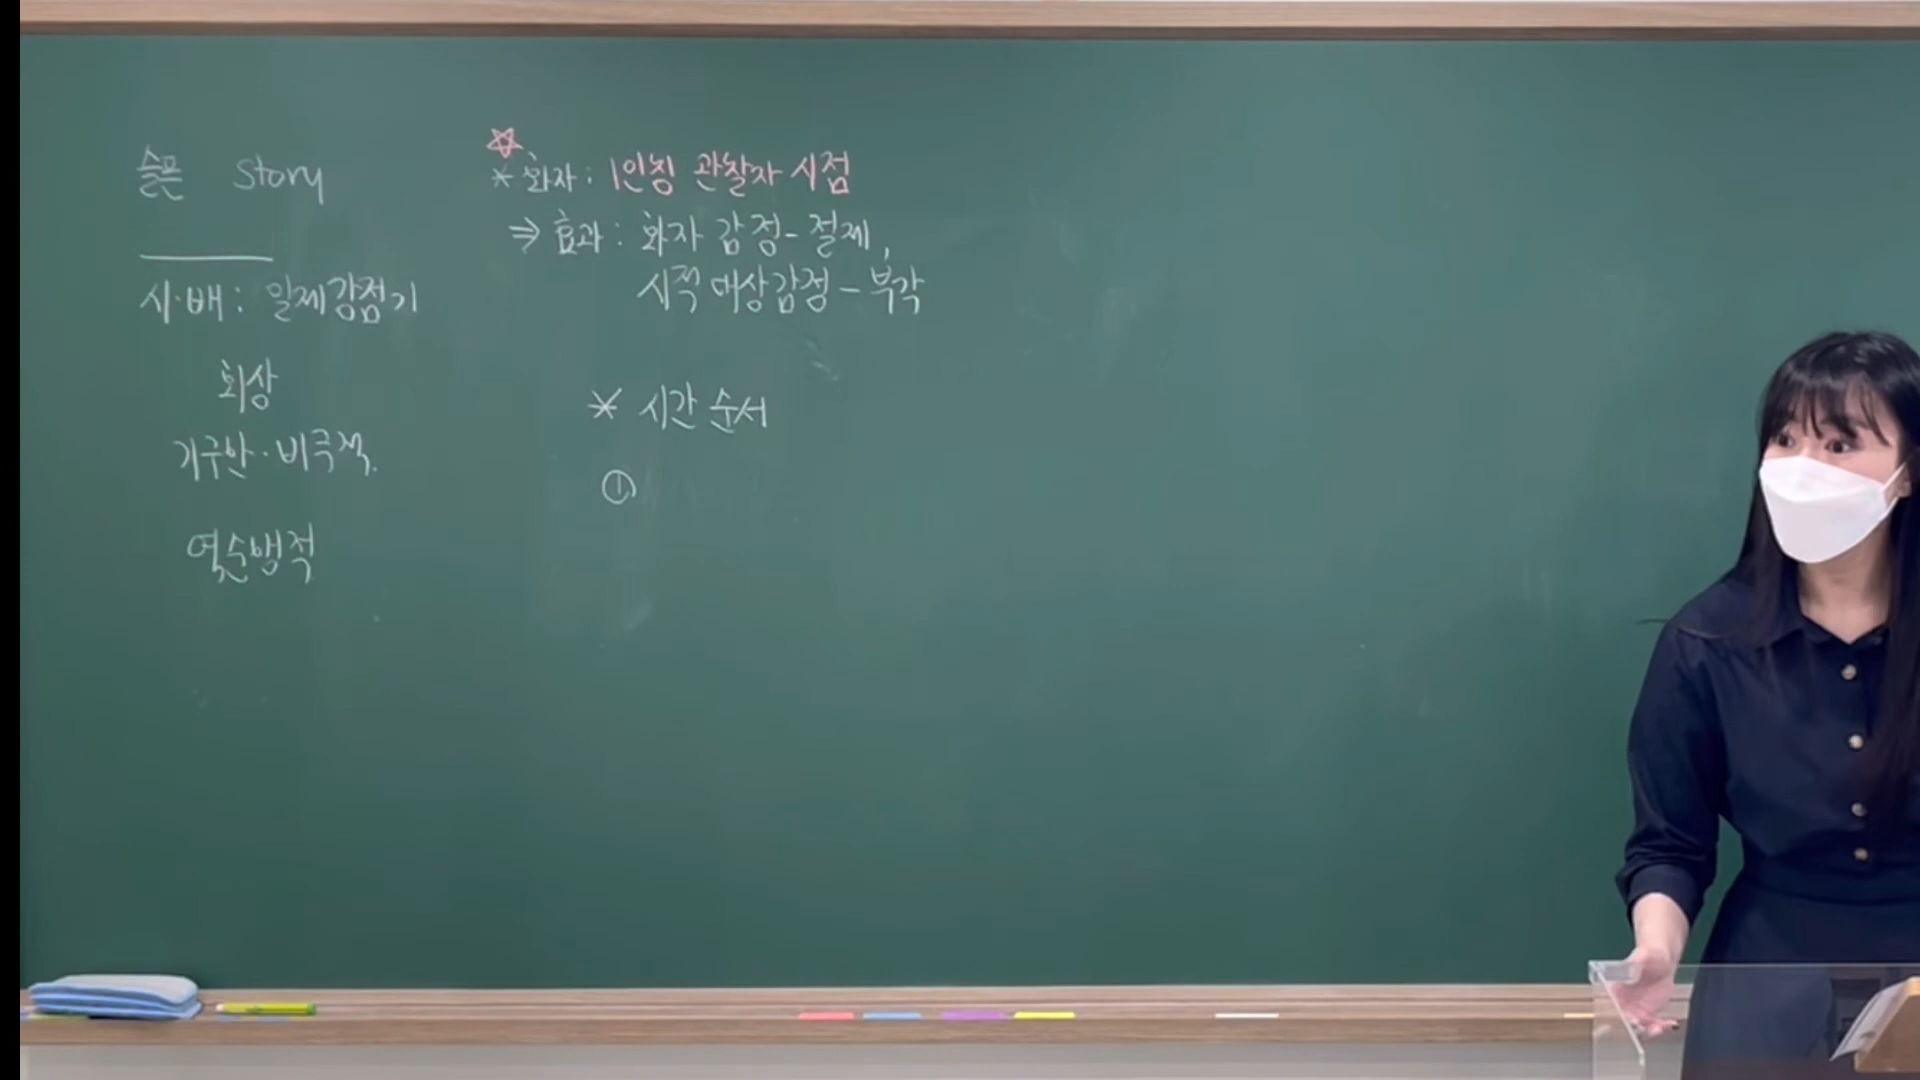 슬픈 story
시·배 : 일제강점기
회상
기구한·비극적.
역순행적
* 화자 : 1인칭 관찰자 시점
⇒ 효과 : 화자 감정 - 절제,
시적 대상 감정 - 부각
* 시간 순서
①